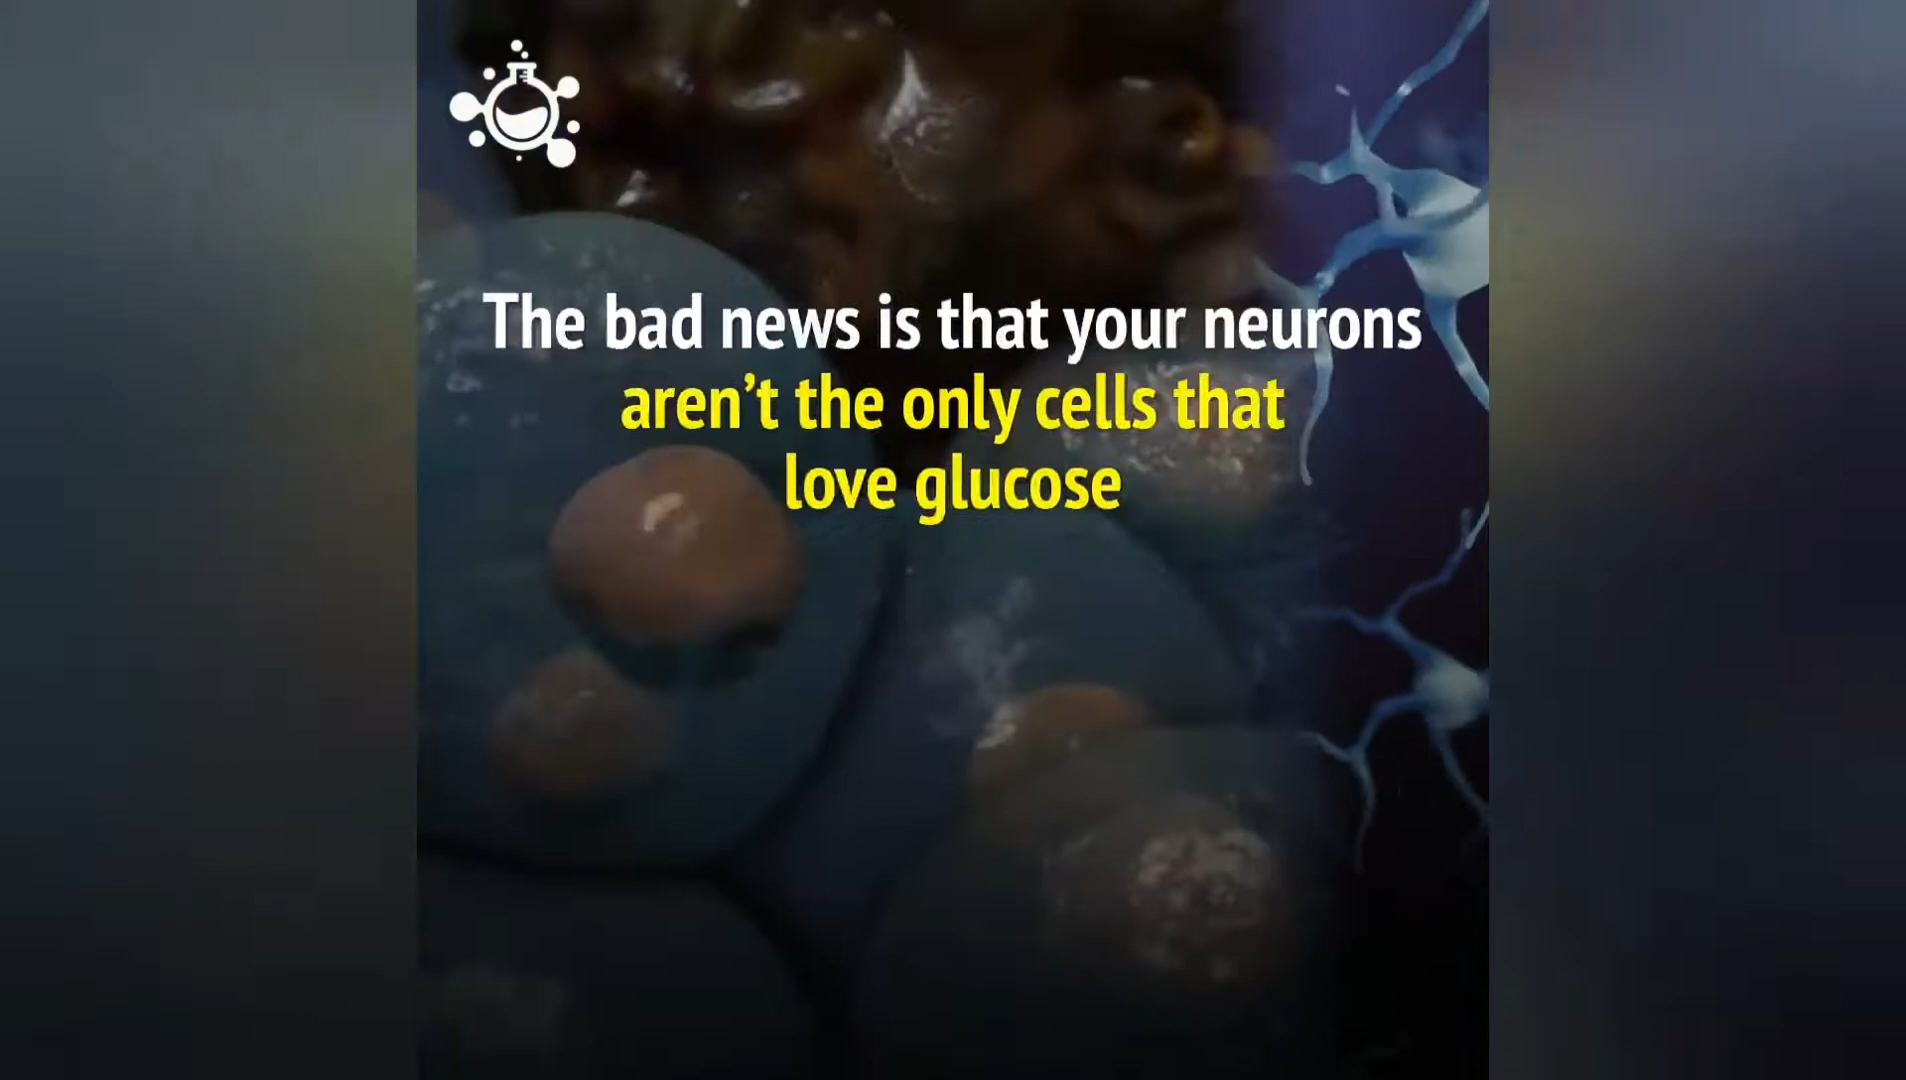 The bad news is that your neurons
aren’t the only cells that
love glucose